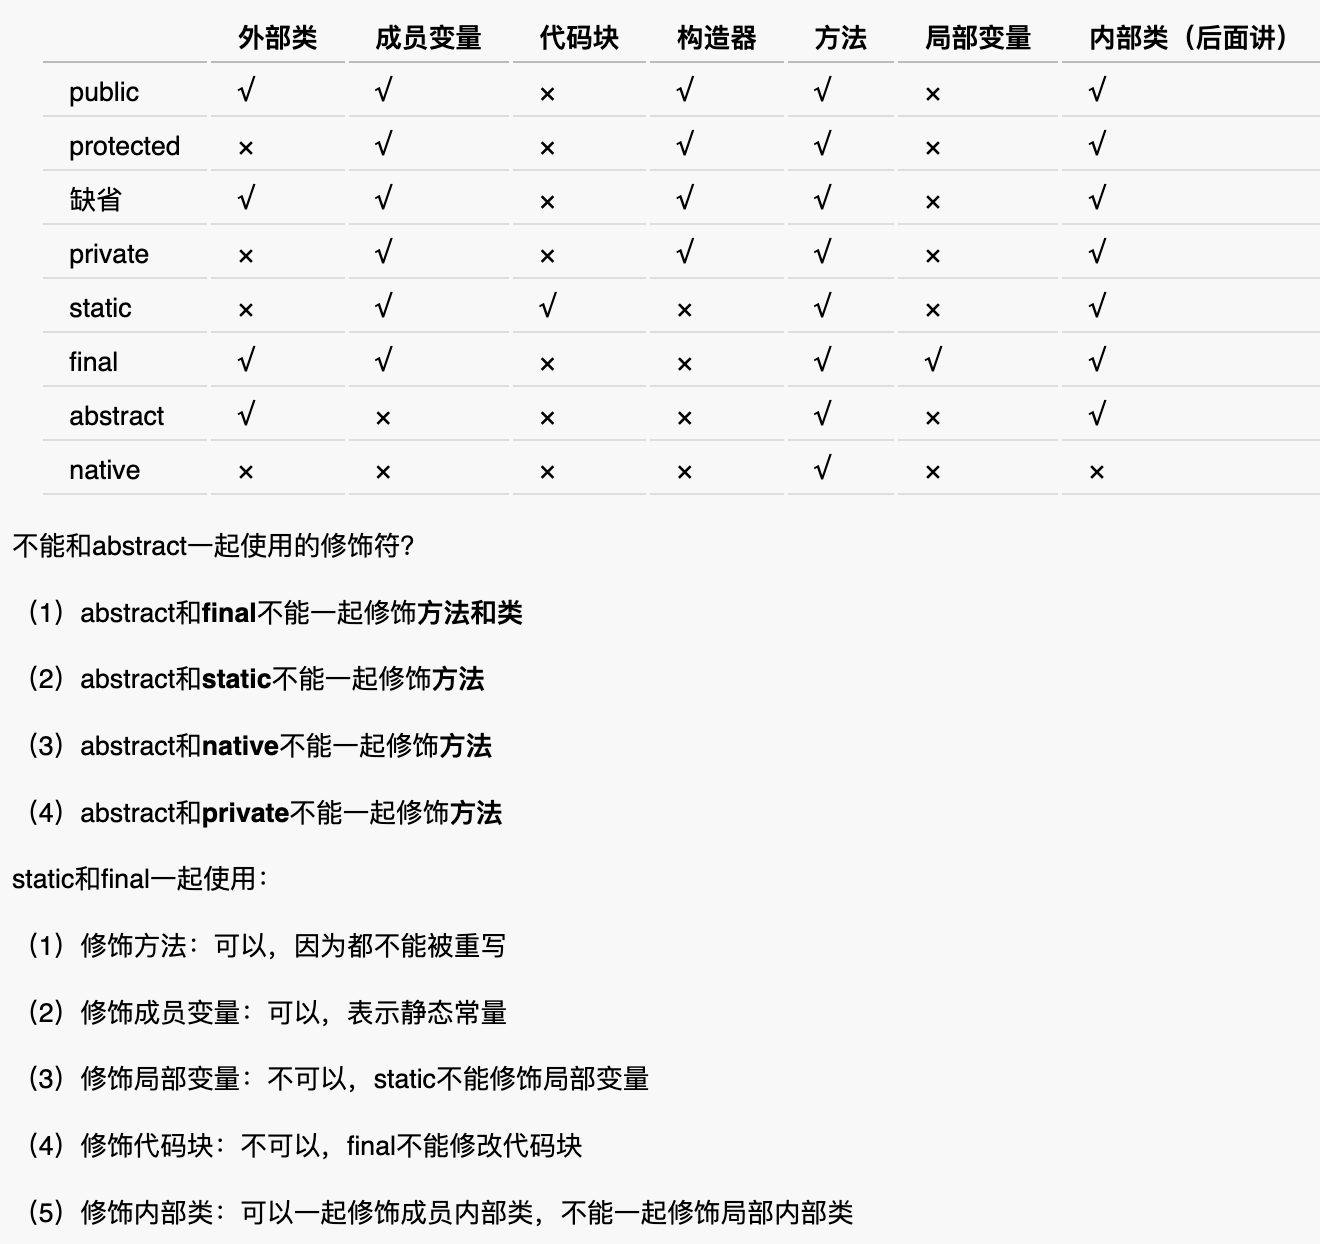 外部类 成员变量 代码块 构造器 方法 局部变量 内部类（后面讲）
public √ √ × √ √ × √
protected × √ × √ √ × √
缺省 √ √ × √ √ × √
private × √ × √ √ × √
static × √ √ × √ × √
final √ √ × × √ √ √
abstract √ × × × √ × √
native × × × × √ × ×
不能和abstract一起使用的修饰符？
（1）abstract和final不能一起修饰方法和类
（2）abstract和static不能一起修饰方法
（3）abstract和native不能一起修饰方法
（4）abstract和private不能一起修饰方法
static和final一起使用：
（1）修饰方法：可以，因为都不能被重写
（2）修饰成员变量：可以，表示静态常量
（3）修饰局部变量：不可以，static不能修饰局部变量
（4）修饰代码块：不可以，final不能修改代码块
（5）修饰内部类：可以一起修饰成员内部类，不能一起修饰局部内部类